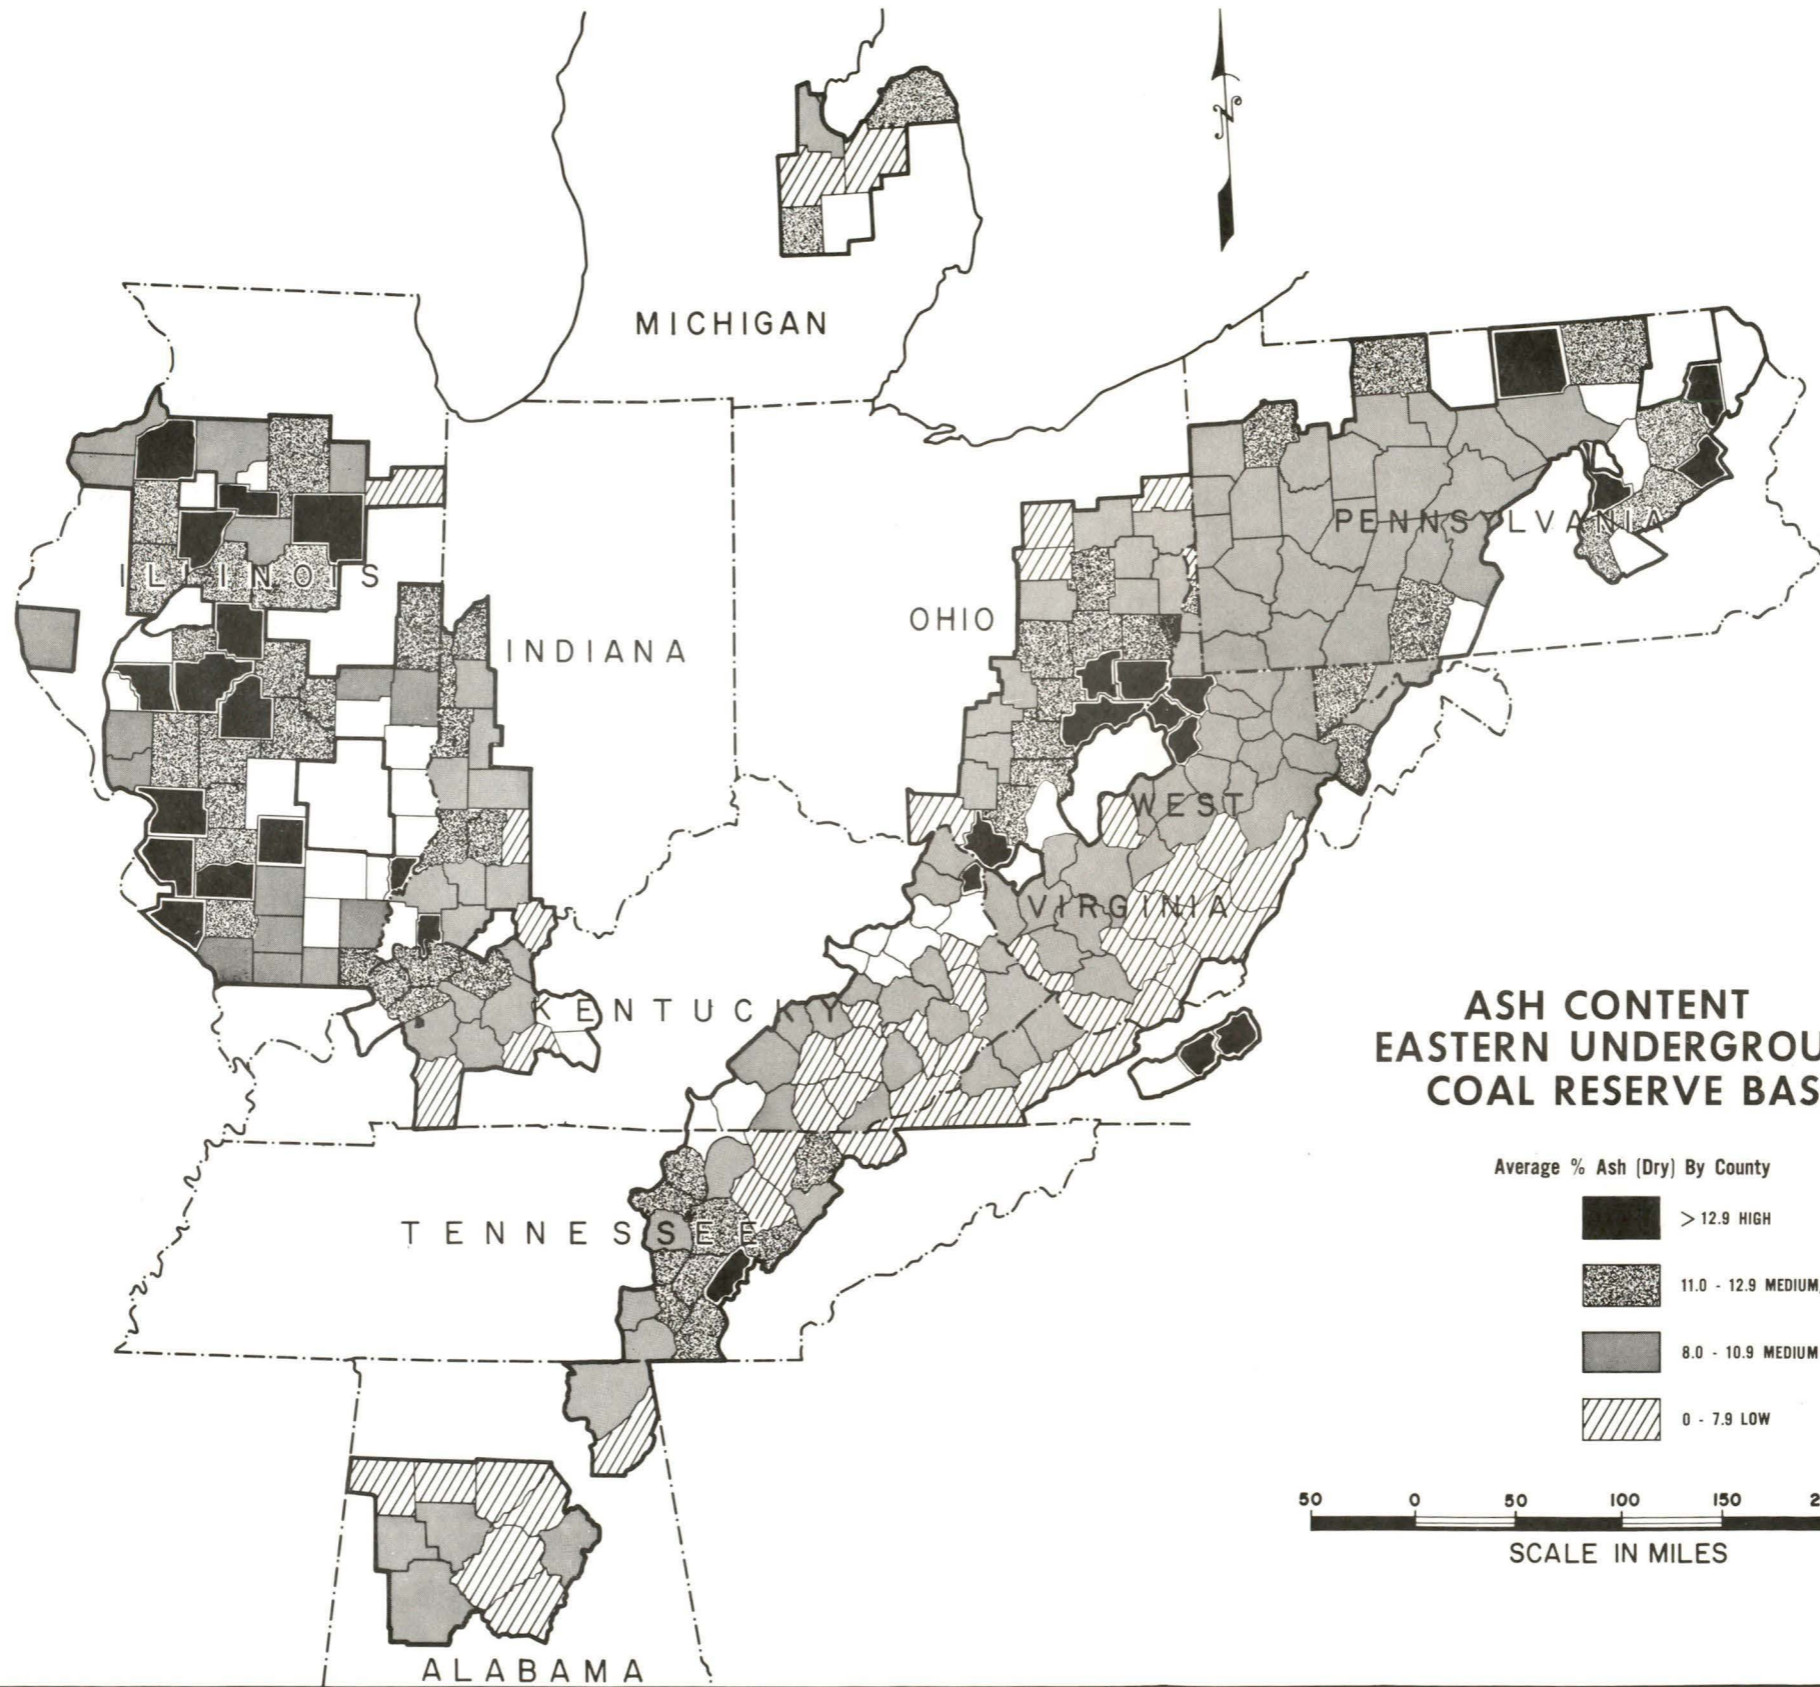 N
MICHIGAN
PENNSYLVANIA
ILLINOIS
OHIO
INDIANA
WEST
VIRGINIA
KENTUCKY
ASH CONTENT
EASTERN UNDERGROU
COAL RESERVE BAS
Average % Ash (Dry) By County
> 12.9 HIGH
11.0 - 12.9 MEDIUM
8.0 - 10.9 MEDIUM
0 - 7.9 LOW
TENNESSEE
50 0 50 100 150 2
SCALE IN MILES
ALABAMA